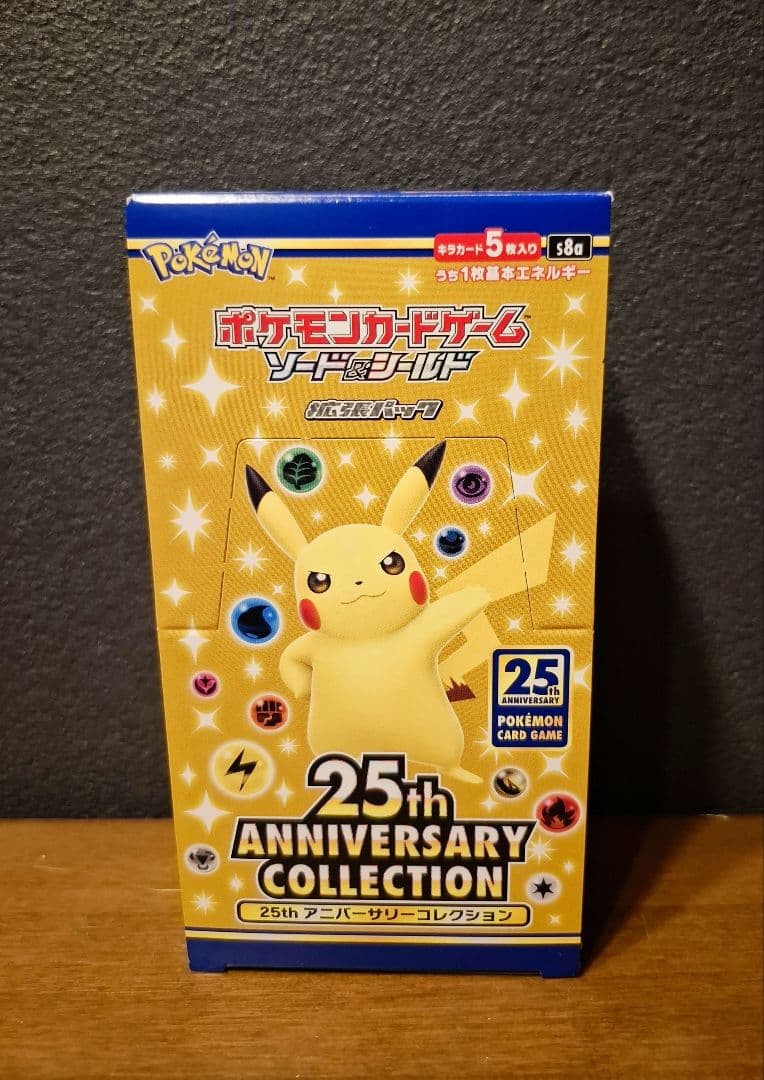 POKéMON™
キラカード5枚入り
s8a
うち1枚基本エネルギー
ポケモンカードゲーム™
ソード&シールド
拡張パック
25th
ANNIVERSARY
POKÉMON
CARD GAME
25th
ANNIVERSARY
COLLECTION
25th アニバーサリーコレクション